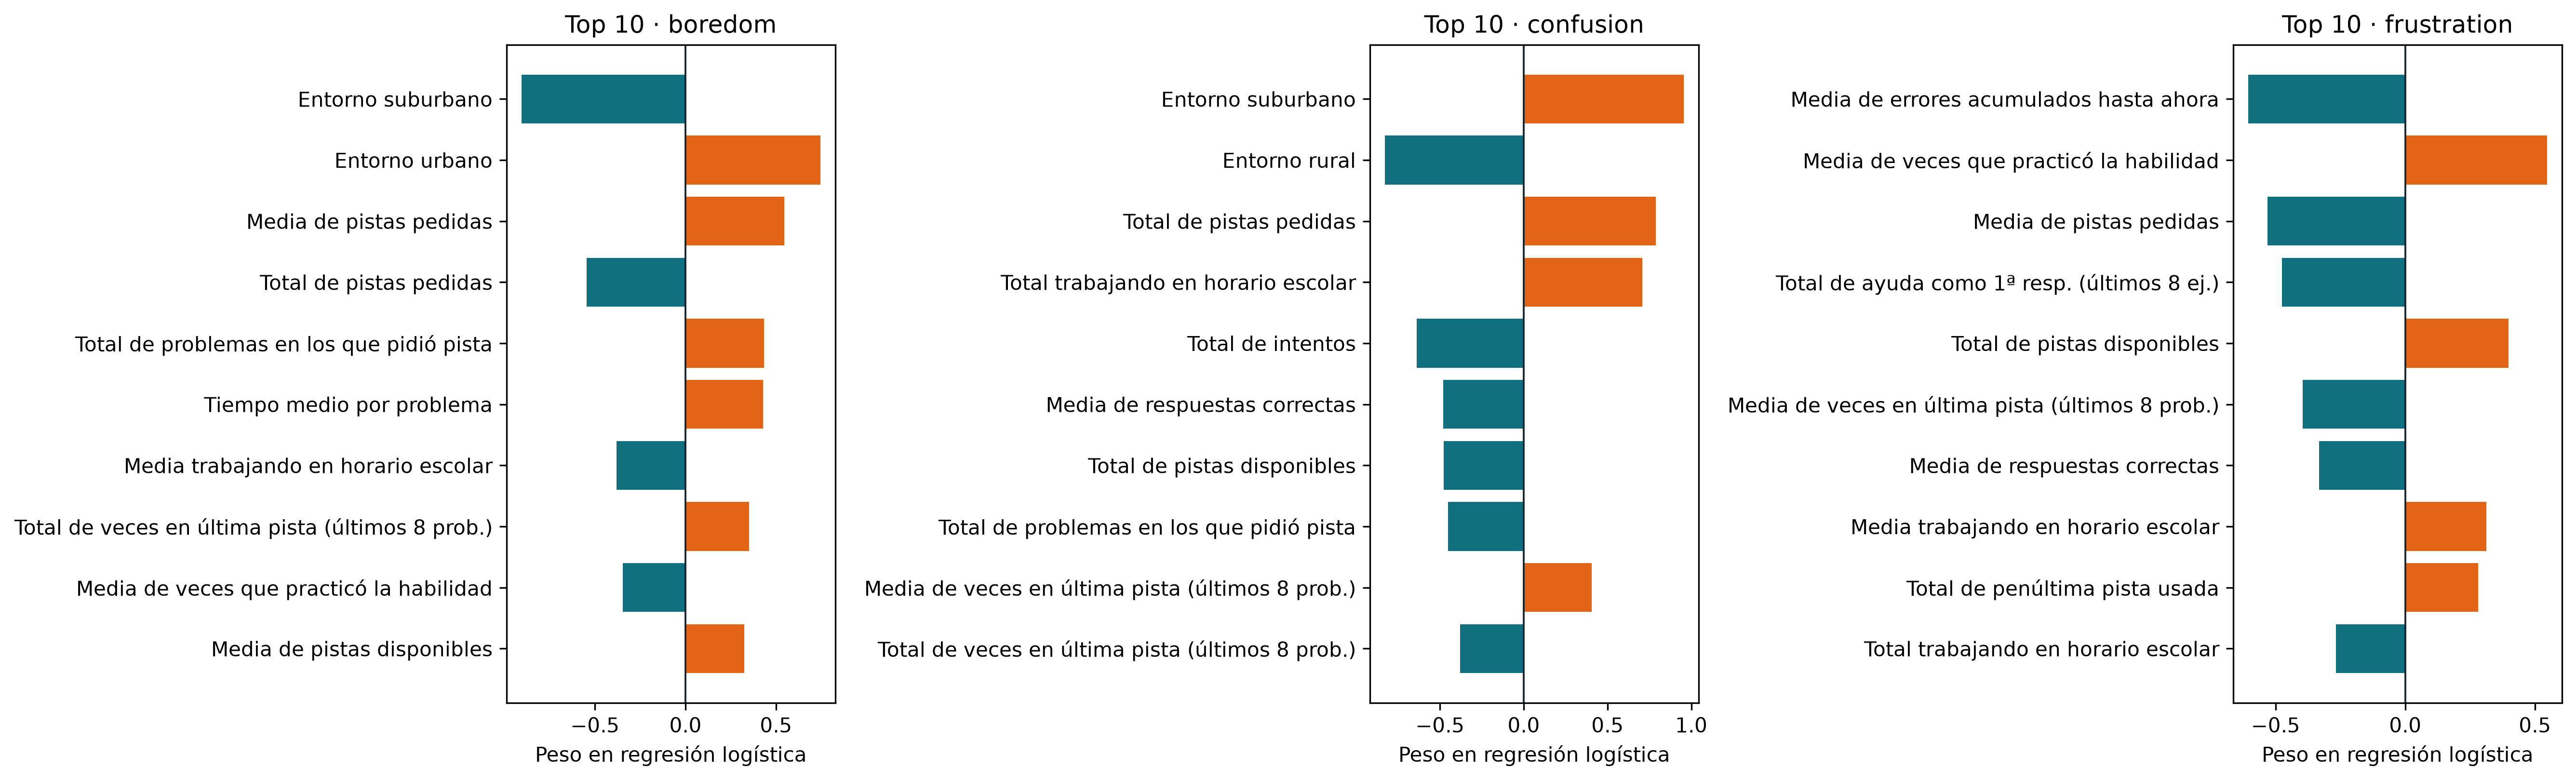 Top 10 · boredom
Entorno suburbano
Entorno urbano
Media de pistas pedidas
Total de pistas pedidas
Total de problemas en los que pidió pista
Tiempo medio por problema
Media trabajando en horario escolar
Total de veces en última pista (últimos 8 prob.)
Media de veces que practicó la habilidad
Media de pistas disponibles
−0.5 0.0 0.5
Peso en regresión logística
Top 10 · confusion
Entorno suburbano
Entorno rural
Total de pistas pedidas
Total trabajando en horario escolar
Total de intentos
Media de respuestas correctas
Total de pistas disponibles
Total de problemas en los que pidió pista
Media de veces en última pista (últimos 8 prob.)
Total de veces en última pista (últimos 8 prob.)
−0.5 0.0 0.5 1.0
Peso en regresión logística
Top 10 · frustration
Media de errores acumulados hasta ahora
Media de veces que practicó la habilidad
Media de pistas pedidas
Total de ayuda como 1ª resp. (últimos 8 ej.)
Total de pistas disponibles
Media de veces en última pista (últimos 8 prob.)
Media de respuestas correctas
Media trabajando en horario escolar
Total de penúltima pista usada
Total trabajando en horario escolar
−0.5 0.0 0.5
Peso en regresión logística